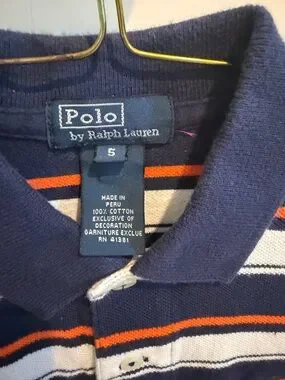 Polo
by Ralph Lauren
5
MADE IN
PERU
100% COTTON
EXCLUSIVE OF
DECORATION
GARNITURE EXCLUE
RN 41381